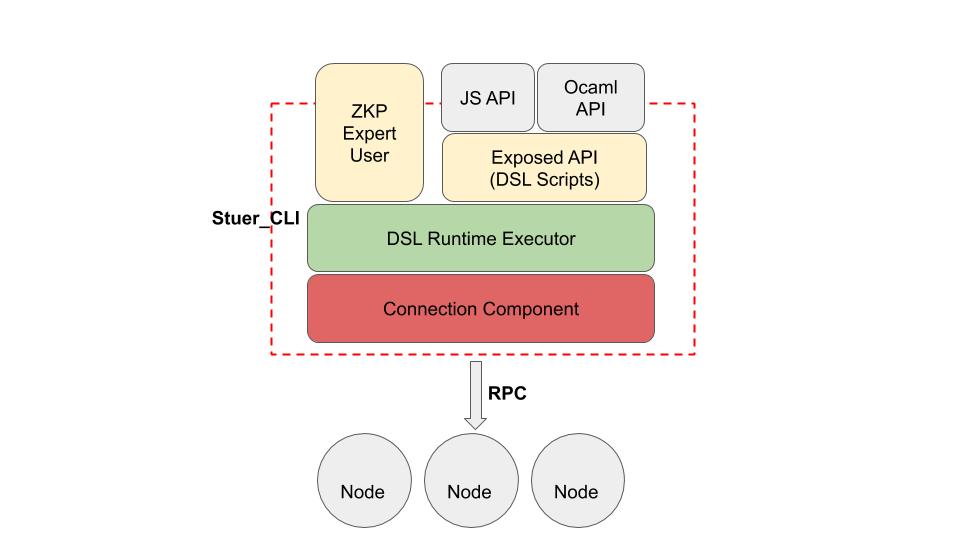 ZKP
Expert
User
JS API
Ocaml
API
Exposed API
(DSL Scripts)
Stuer_CLI
DSL Runtime Executor
Connection Component
RPC
Node
Node
Node